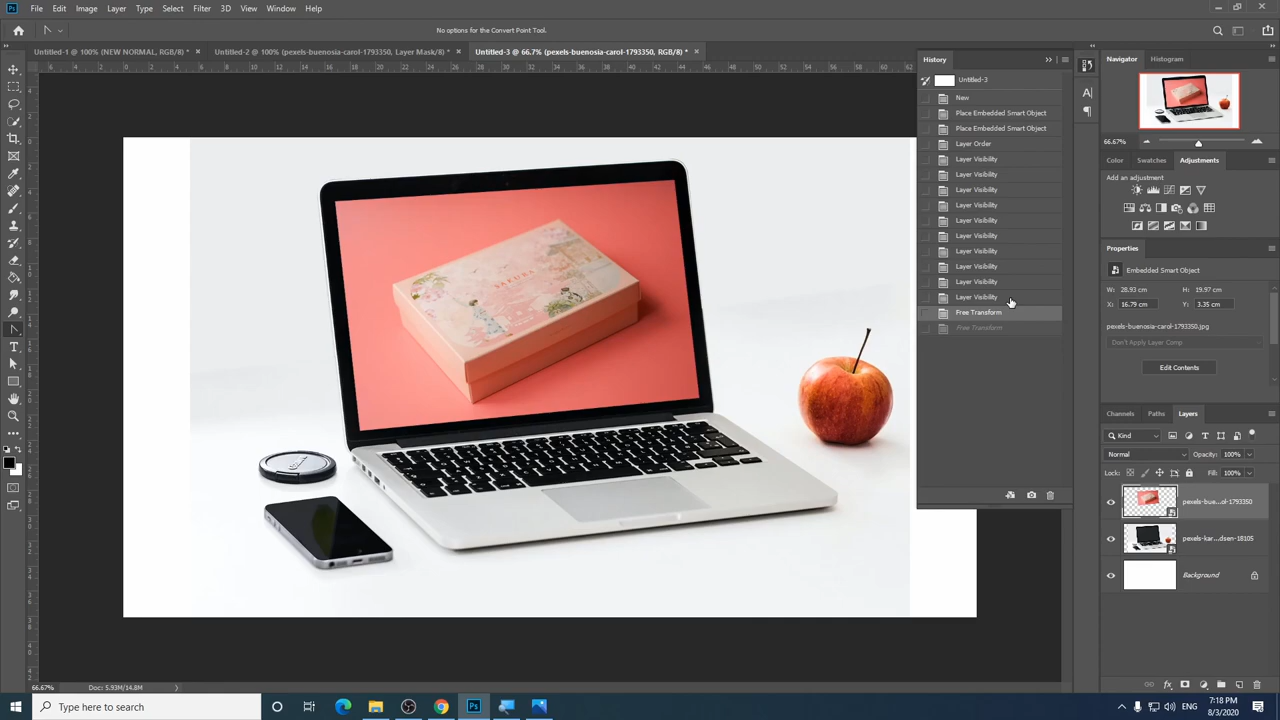 Ps File Edit Image Layer Type Select Filter 3D View Window Help
No options for the Convert Point Tool.
Untitled-1 @ 100% (NEW NORMAL, RGB/8) * × Untitled-2 @ 100% (pexels-buenosia-carol-1793350, Layer Mask/8) * × Untitled-3 @ 66.7% (pexels-buenosia-carol-1793350, RGB/8) * ×
History
Untitled-3
New
Place Embedded Smart Object
Place Embedded Smart Object
Layer Order
Layer Visibility
Layer Visibility
Layer Visibility
Layer Visibility
Layer Visibility
Layer Visibility
Layer Visibility
Layer Visibility
Layer Visibility
Layer Visibility
Free Transform
Free Transform
Navigator Histogram
66.67%
Color Swatches Adjustments
Add an adjustment
Properties
Embedded Smart Object
W: 28.93 cm H: 19.97 cm
X: 16.79 cm Y: 3.35 cm
pexels-buenosia-carol-1793350.jpg
Don't Apply Layer Comp
Edit Contents
Channels Paths Layers
Kind
Normal Opacity: 100%
Lock: Fill: 100%
pexels-bue...ol-1793350
pexels-kar...dsen-18105
Background
66.67% Doc: 5.93M/14.8M
Type here to search
ENG
7:18 PM
8/3/2020